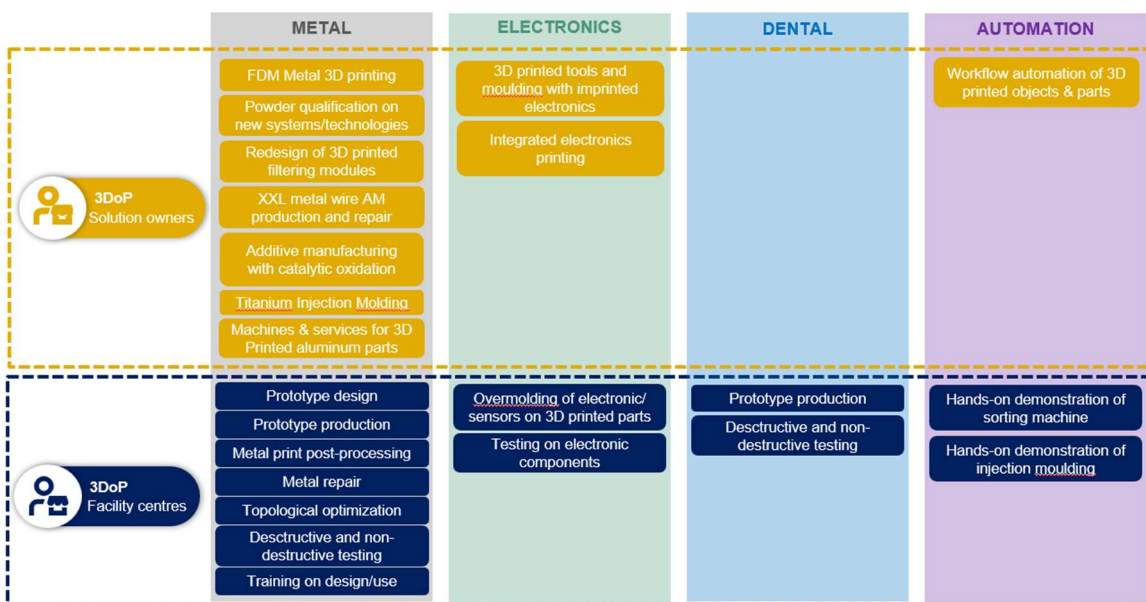 METAL
ELECTRONICS
DENTAL
AUTOMATION
3DoP
Solution owners
FDM Metal 3D printing
Powder qualification on
new systems/technologies
Redesign of 3D printed
filtering modules
XXL metal wire AM
production and repair
Additive manufacturing
with catalytic oxidation
Titanium Injection Molding
Machines & services for 3D
Printed aluminum parts
3D printed tools and
moulding with imprinted
electronics
Integrated electronics
printing
Workflow automation of 3D
printed objects & parts
3DoP
Facility centres
Prototype design
Prototype production
Metal print post-processing
Metal repair
Topological optimization
Desctructive and non-
destructive testing
Training on design/use
Overmolding of electronic/
sensors on 3D printed parts
Testing on electronic
components
Prototype production
Desctructive and non-
destructive testing
Hands-on demonstration of
sorting machine
Hands-on demonstration of
injection moulding